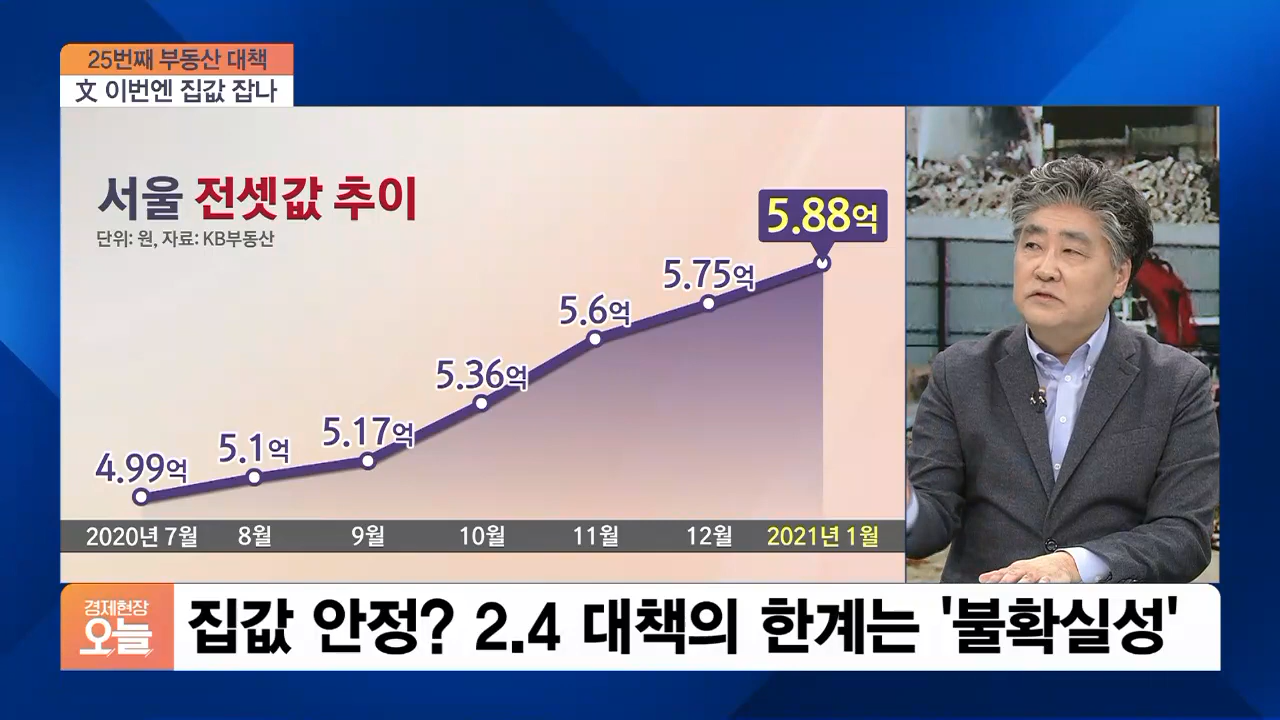 25번째 부동산 대책
文 이번엔 집값 잡나
서울 전셋값 추이
단위: 원, 자료: KB부동산
4.99억
5.1억
5.17억
5.36억
5.6억
5.75억
5.88억
2020년 7월 8월 9월 10월 11월 12월 2021년 1월
경제현장
오늘
집값 안정? 2.4 대책의 한계는 '불확실성'